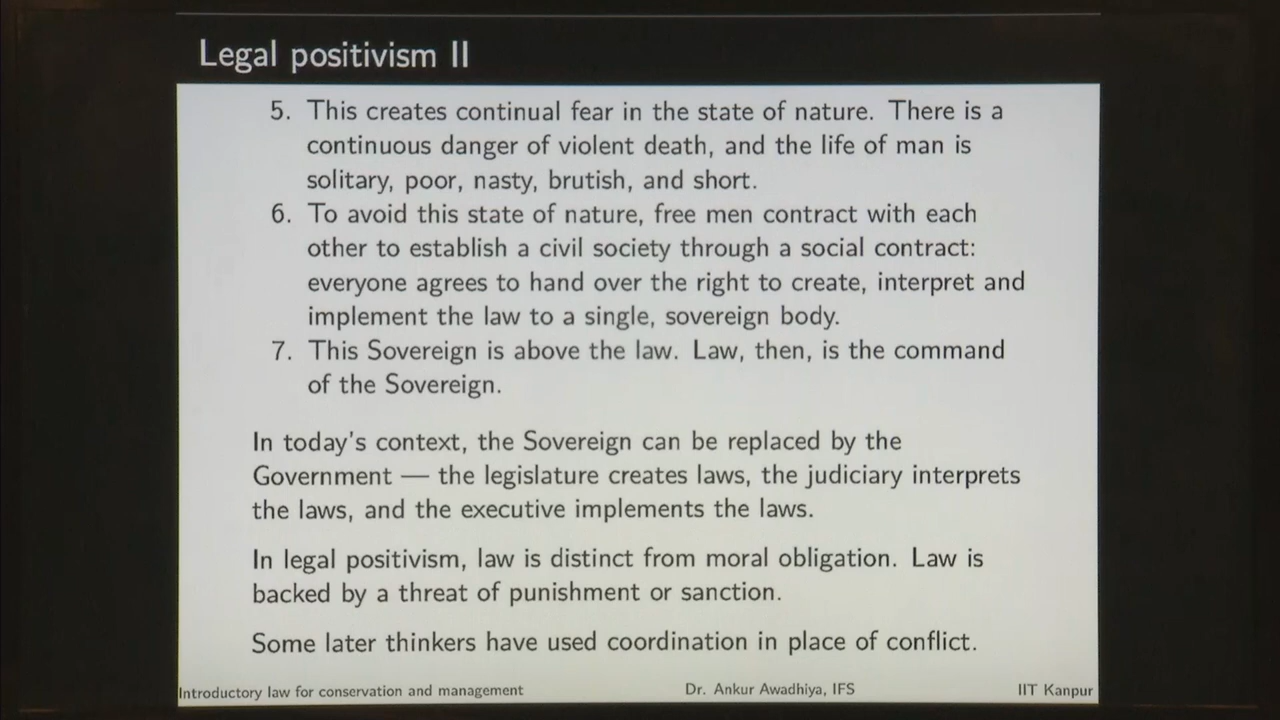 Legal positivism II
5. This creates continual fear in the state of nature. There is a
continuous danger of violent death, and the life of man is
solitary, poor, nasty, brutish, and short.
6. To avoid this state of nature, free men contract with each
other to establish a civil society through a social contract:
everyone agrees to hand over the right to create, interpret and
implement the law to a single, sovereign body.
7. This Sovereign is above the law. Law, then, is the command
of the Sovereign.
In today's context, the Sovereign can be replaced by the
Government — the legislature creates laws, the judiciary interprets
the laws, and the executive implements the laws.
In legal positivism, law is distinct from moral obligation. Law is
backed by a threat of punishment or sanction.
Some later thinkers have used coordination in place of conflict.
Introductory law for conservation and management Dr. Ankur Awadhiya, IFS IIT Kanpur